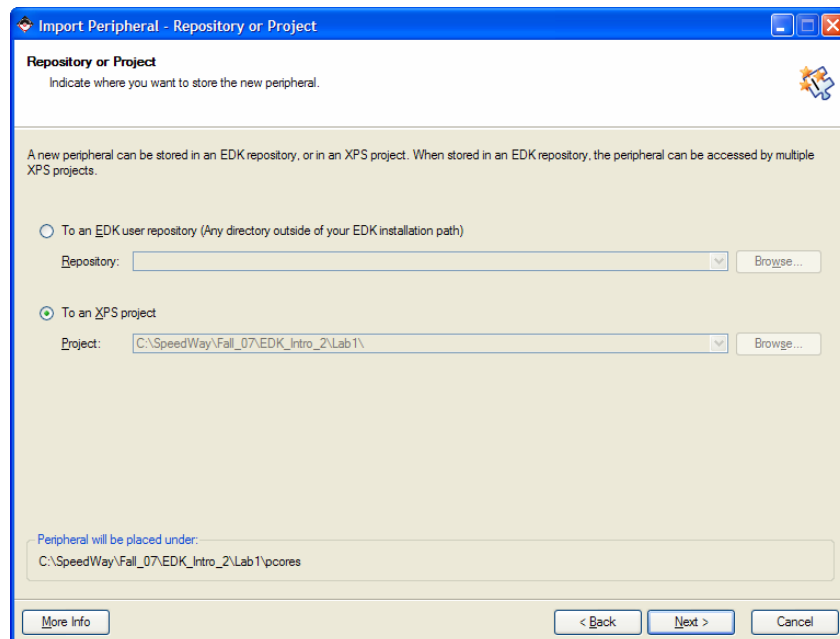 Import Peripheral - Repository or Project
Repository or Project
Indicate where you want to store the new peripheral.
A new peripheral can be stored in an EDK repository, or in an XPS project. When stored in an EDK repository, the peripheral can be accessed by multiple
XPS projects.
To an EDK user repository (Any directory outside of your EDK installation path)
Repository:
Browse...
To an XPS project
Project:
C:\SpeedWay\Fall_07\EDK_Intro_2\Lab1\
Browse...
Peripheral will be placed under:
C:\SpeedWay\Fall_07\EDK_Intro_2\Lab1\pcores
More Info
< Back
Next >
Cancel